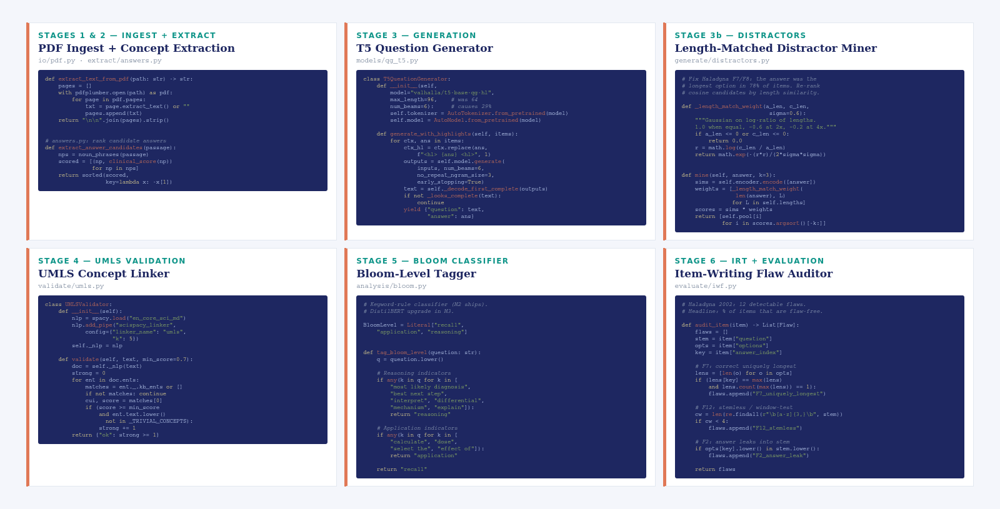 STAGES 1 & 2 — INGEST + EXTRACT
PDF Ingest + Concept Extraction
io/pdf.py · extract/answers.py
def extract_text_from_pdf(path: str) -> str:
    pages = []
    with pdfplumber.open(path) as pdf:
        for page in pdf.pages:
            txt = page.extract_text() or ""
            pages.append(txt)
    return "\n\n".join(pages).strip()
# answers.py: rank candidate answers
def extract_answer_candidates(passage):
    nps = noun_phrases(passage)
    scored = [(np, clinical_score(np))
              for np in nps]
    return sorted(scored,
                  key=lambda x: -x[1])
STAGE 3 — GENERATION
T5 Question Generator
models/qg_t5.py
class T5QuestionGenerator:
    def __init__(self,
        model="valhalla/t5-base-qg-hl",
        max_length=96,    # was 64
        num_beams=6):     # causes 29%
        self.tokenizer = AutoTokenizer.from_pretrained(model)
        self.model = AutoModel.from_pretrained(model)
    def generate_with_highlights(self, items):
        for ctx, ans in items:
            ctx_hl = ctx.replace(ans,
                f"<hl> {ans} <hl>", 1)
            outputs = self.model.generate(
                inputs, num_beams=6,
                no_repeat_ngram_size=3,
                early_stopping=True)
            text = self._decode_first_complete(outputs)
            if not _looks_complete(text):
                continue
            yield {"question": text,
                   "answer": ans}
STAGE 3b — DISTRACTORS
Length-Matched Distractor Miner
generate/distractors.py
# Fix Haladyna F7/F8: the answer was the
# longest option in 78% of items. Re-rank
# cosine candidates by length similarity.
def _length_match_weight(a_len, c_len,
                          sigma=0.6):
    """Gaussian on log-ratio of lengths.
    1.0 when equal, ~0.6 at 2x, ~0.2 at 4x."""
    if a_len <= 0 or c_len <= 0:
        return 0.0
    r = math.log(c_len / a_len)
    return math.exp(-(r*r)/(2*sigma*sigma))
def mine(self, answer, k=3):
    sims = self.encoder.encode([answer])
    weights = [_length_match_weight(
                len(answer), L)
               for L in self.lengths]
    scores = sims * weights
    return [self.pool[i]
            for i in scores.argsort()[-k:]]
STAGE 4 — UMLS VALIDATION
UMLS Concept Linker
validate/umls.py
class UMLSValidator:
    def __init__(self):
        nlp = spacy.load("en_core_sci_md")
        nlp.add_pipe("scispacy_linker",
            config={"linker_name": "umls",
                    "k": 5})
        self._nlp = nlp
    def validate(self, text, min_score=0.7):
        doc = self._nlp(text)
        strong = 0
        for ent in doc.ents:
            matches = ent._.kb_ents or []
            if not matches: continue
            cui, score = matches[0]
            if (score >= min_score
                and ent.text.lower()
                  not in _TRIVIAL_CONCEPTS):
                strong += 1
        return {"ok": strong >= 1}
STAGE 5 — BLOOM CLASSIFIER
Bloom-Level Tagger
analysis/bloom.py
# Keyword-rule classifier (M2 ships).
# DistilBERT upgrade in M3.
BloomLevel = Literal["recall",
    "application", "reasoning"]
def tag_bloom_level(question: str):
    q = question.lower()
    # Reasoning indicators
    if any(k in q for k in [
        "most likely diagnosis",
        "best next step",
        "interpret", "differential",
        "mechanism", "explain"]):
        return "reasoning"
    # Application indicators
    if any(k in q for k in [
        "calculate", "dose",
        "select the", "effect of"]):
        return "application"
    return "recall"
STAGE 6 — IRT + EVALUATION
Item-Writing Flaw Auditor
evaluate/iwf.py
# Haladyna 2002: 12 detectable flaws.
# Headline: % of items that are flaw-free.
def audit_item(item) -> List[Flaw]:
    flaws = []
    stem = item["question"]
    opts = item["options"]
    key = item["answer_index"]
    # F7: correct uniquely longest
    lens = [len(o) for o in opts]
    if (lens[key] == max(lens)
        and lens.count(max(lens)) == 1):
        flaws.append("F7_uniquely_longest")
    # F12: stemless / window-test
    cw = len(re.findall(r"\b[a-z]{3,}\b", stem))
    if cw < 4:
        flaws.append("F12_stemless")
    # F2: answer leaks into stem
    if opts[key].lower() in stem.lower():
        flaws.append("F2_answer_leak")
    return flaws